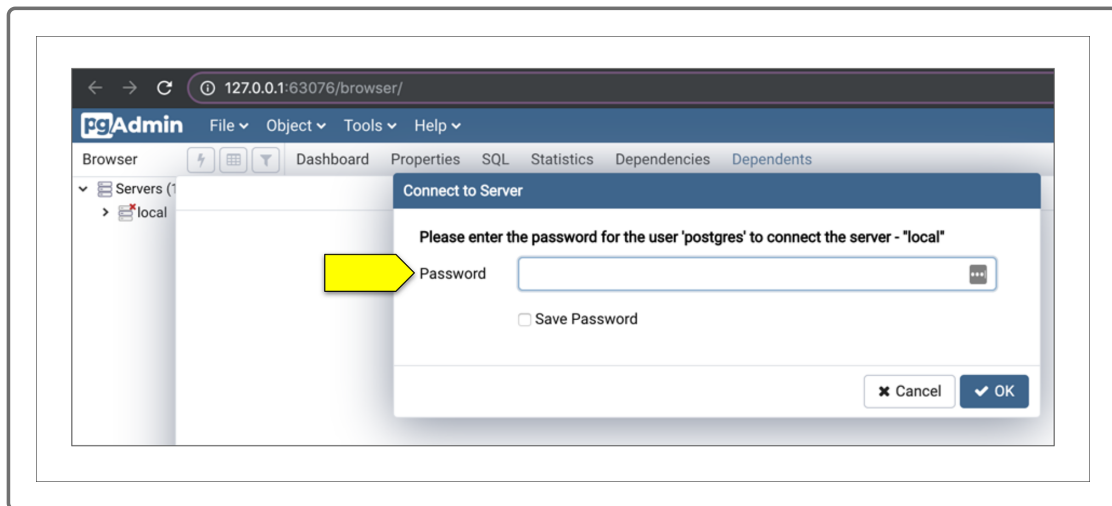 127.0.0.1:63076/browser/
pgAdmin File Object Tools Help
Browser Dashboard Properties SQL Statistics Dependencies Dependents
Servers (1
Connect to Server
local
Please enter the password for the user 'postgres' to connect the server - "local"
Password
Save Password
Cancel OK